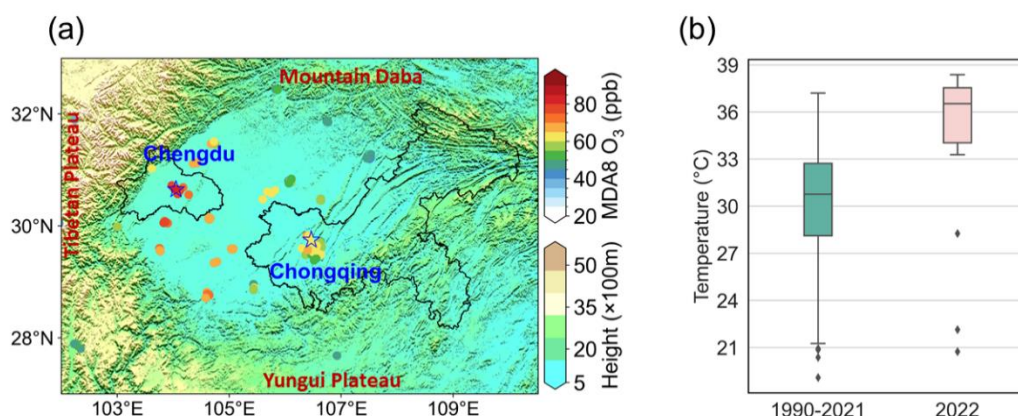 (a)
Mountain Daba
Tibetan Plateau
Chengdu
Chongqing
Yungui Plateau
32°N
30°N
28°N
103°E 105°E 107°E 109°E
80
60
40
20
MDA8 O₃ (ppb)
50
35
20
5
Height (×100m)
(b)
39
36
33
30
27
24
21
Temperature (°C)
1990-2021 2022